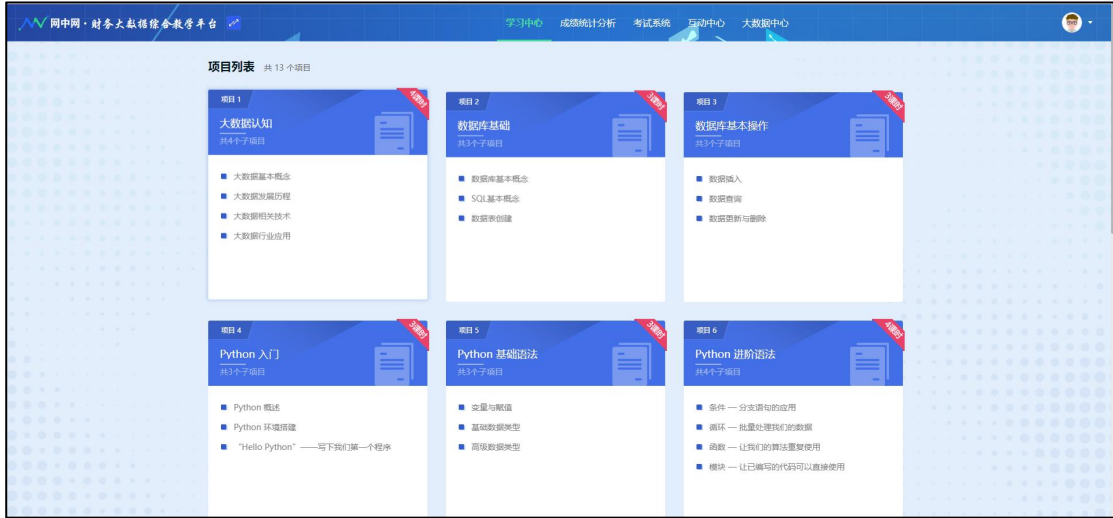 网中网·财务大数据综合教学平台
学习中心 成绩统计分析 考试系统 互动中心 大数据中心
项目列表 共 13 个项目
项目 1
4课时
大数据认知
共4个子项目
大数据基本概念
大数据发展历程
大数据相关技术
大数据行业应用
项目 2
3课时
数据库基础
共3个子项目
数据库基本概念
SQL基本概念
数据表创建
项目 3
3课时
数据库基本操作
共3个子项目
数据插入
数据查询
数据更新与删除
项目 4
3课时
Python 入门
共3个子项目
Python 概述
Python 环境搭建
“Hello Python”——写下我们第一个程序
项目 5
3课时
Python 基础语法
共3个子项目
变量与赋值
基础数据类型
高级数据类型
项目 6
4课时
Python 进阶语法
共4个子项目
条件 — 分支语句的应用
循环 — 批量处理我们的数据
函数 — 让我们的算法重复使用
模块 — 让已编写的代码可以直接使用